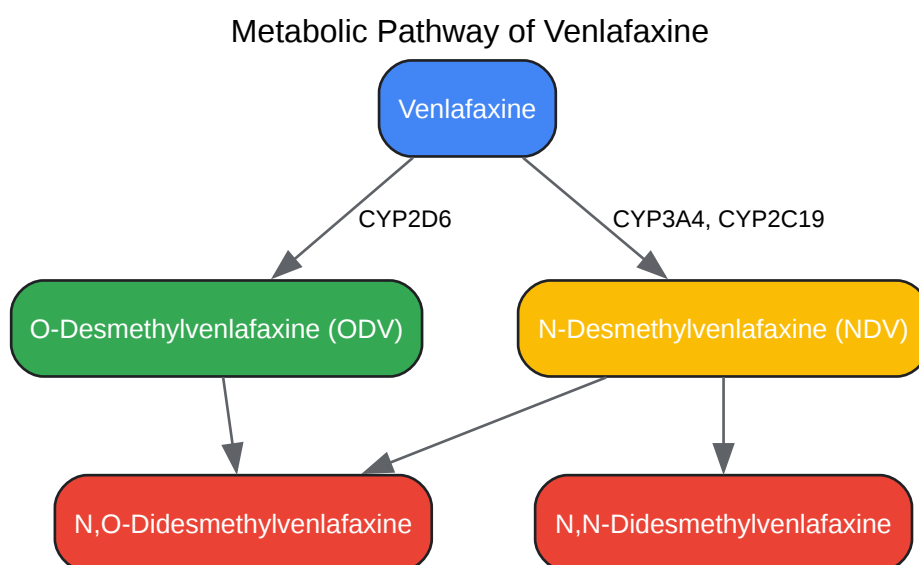 Metabolic Pathway of Venlafaxine
Venlafaxine
CYP2D6
CYP3A4, CYP2C19
O-Desmethylvenlafaxine (ODV)
N-Desmethylvenlafaxine (NDV)
N,O-Didesmethylvenlafaxine
N,N-Didesmethylvenlafaxine